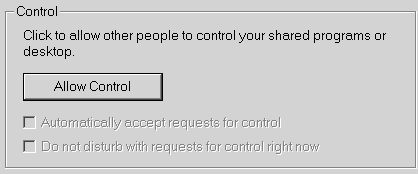 Control
Click to allow other people to control your shared programs or
desktop.
Allow Control
Automatically accept requests for control
Do not disturb with requests for control right now